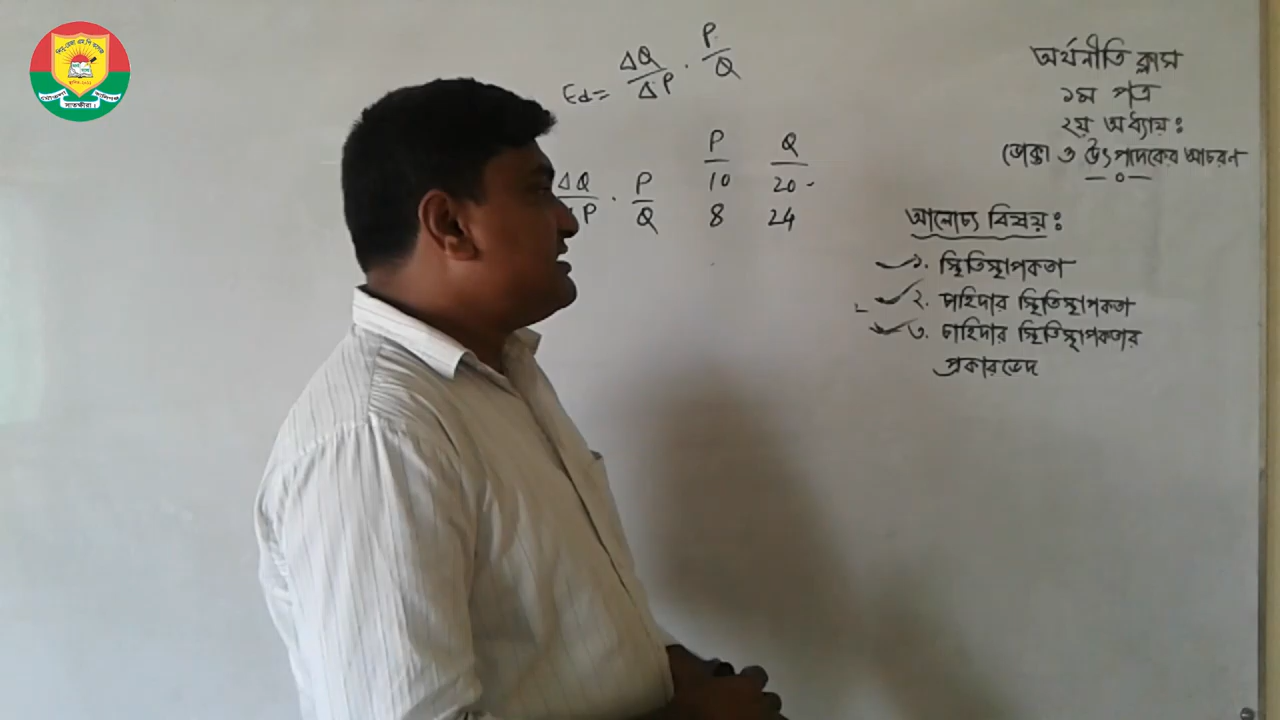 Ed = ΔQ/ΔP · P/Q
P Q
10 20
8 24
ΔQ/ΔP · P/Q
অর্থনীতি ক্লাস
১ম পত্র
২য় অধ্যায়ঃ
ভোক্তা ও উৎপাদকের আচরণ
আলোচ্য বিষয়ঃ
১. স্থিতিস্থাপকতা
২. চাহিদার স্থিতিস্থাপকতা
৩. চাহিদার স্থিতিস্থাপকতার
প্রকারভেদ
সাতক্ষীরা।